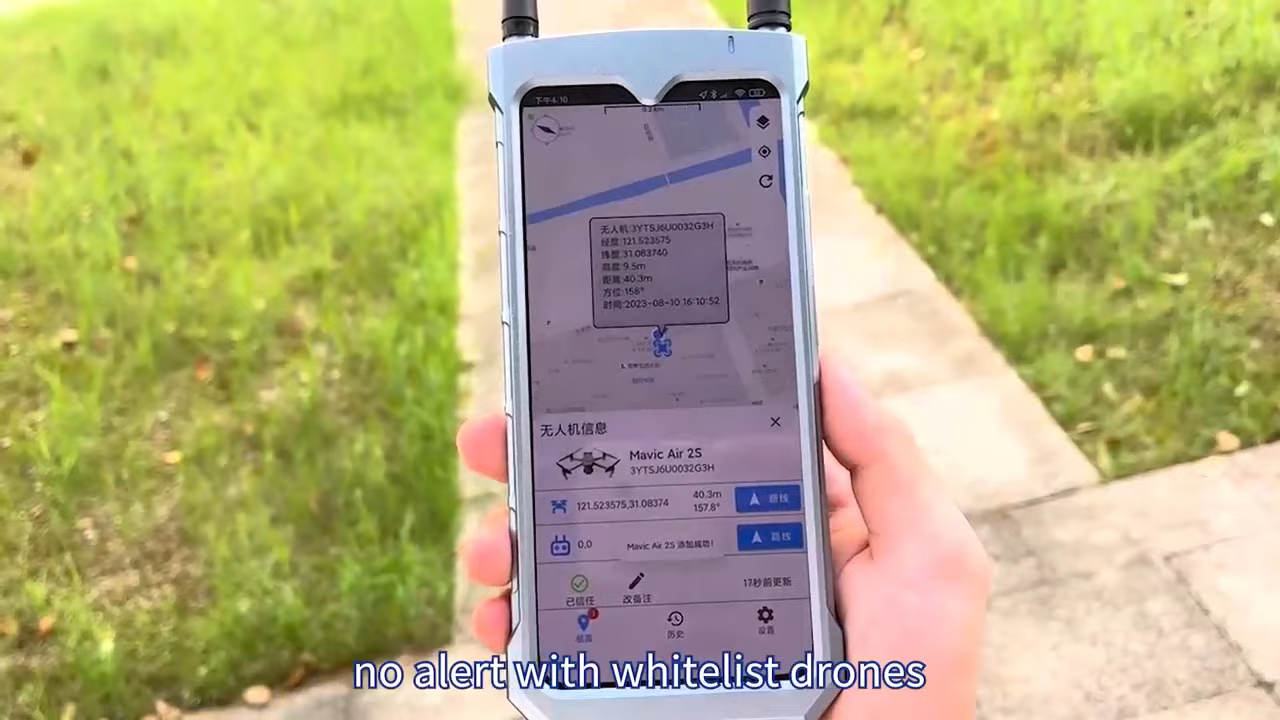 下午4:10
无人机:3YTSJ6U0032G3H
经度:121.523575
纬度:31.083740
高度:9.5m
距离:40.3m
方位:158°
时间:2023-08-10 16:10:52
无人机信息
Mavic Air 2S
3YTSJ6U0032G3H
121.523575,31.08374
40.3m
157.8°
路线
0,0
Mavic Air 2S 添加成功!
路线
已信任
改备注
17秒前更新
历史
设置
no alert with whitelist drones